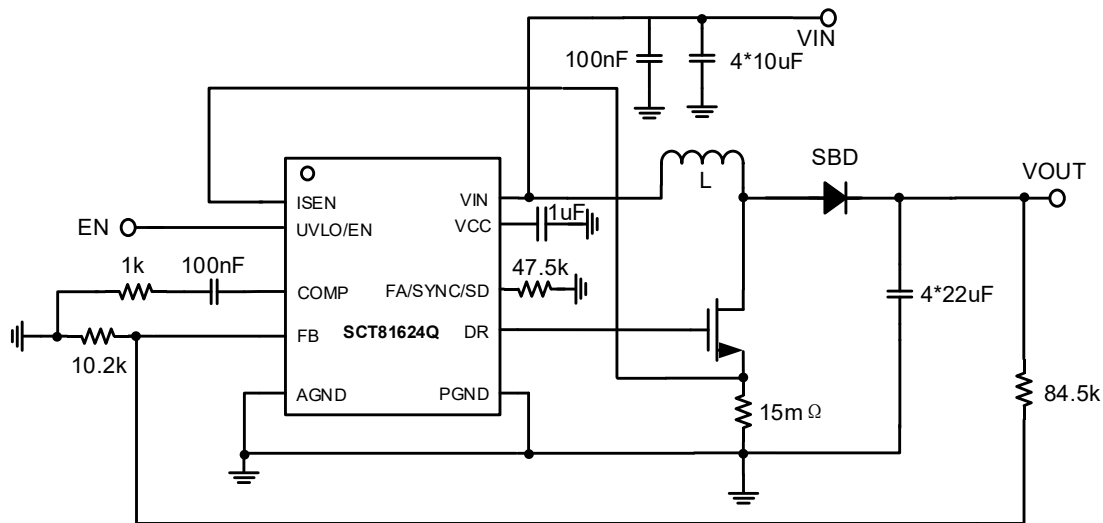 VIN
100nF
4*10uF
SBD
VOUT
L
ISEN
VIN
1uF
EN
UVLO/EN
VCC
1k
100nF
47.5k
COMP
FA/SYNC/SD
4*22uF
FB
SCT81624Q
DR
10.2k
84.5k
AGND
PGND
15mΩ